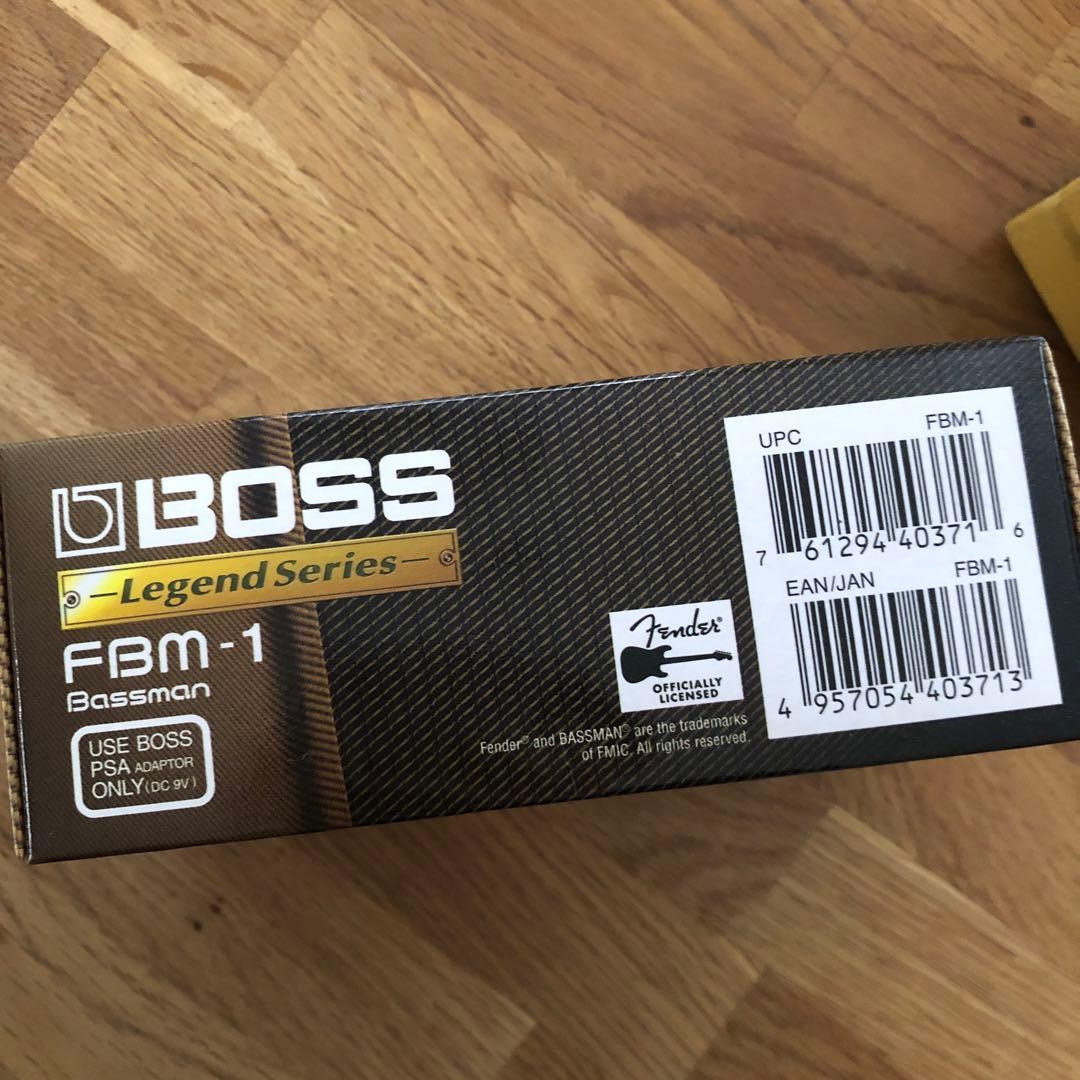 BOSS
Legend Series
FBM-1
Bassman
USE BOSS
PSA ADAPTOR
ONLY (DC 9V)
Fender®
OFFICIALLY
LICENSED
Fender® and BASSMAN® are the trademarks
of FMIC. All rights reserved.
UPC FBM-1
7 61294 40371 6
EAN/JAN FBM-1
4 957054 403713